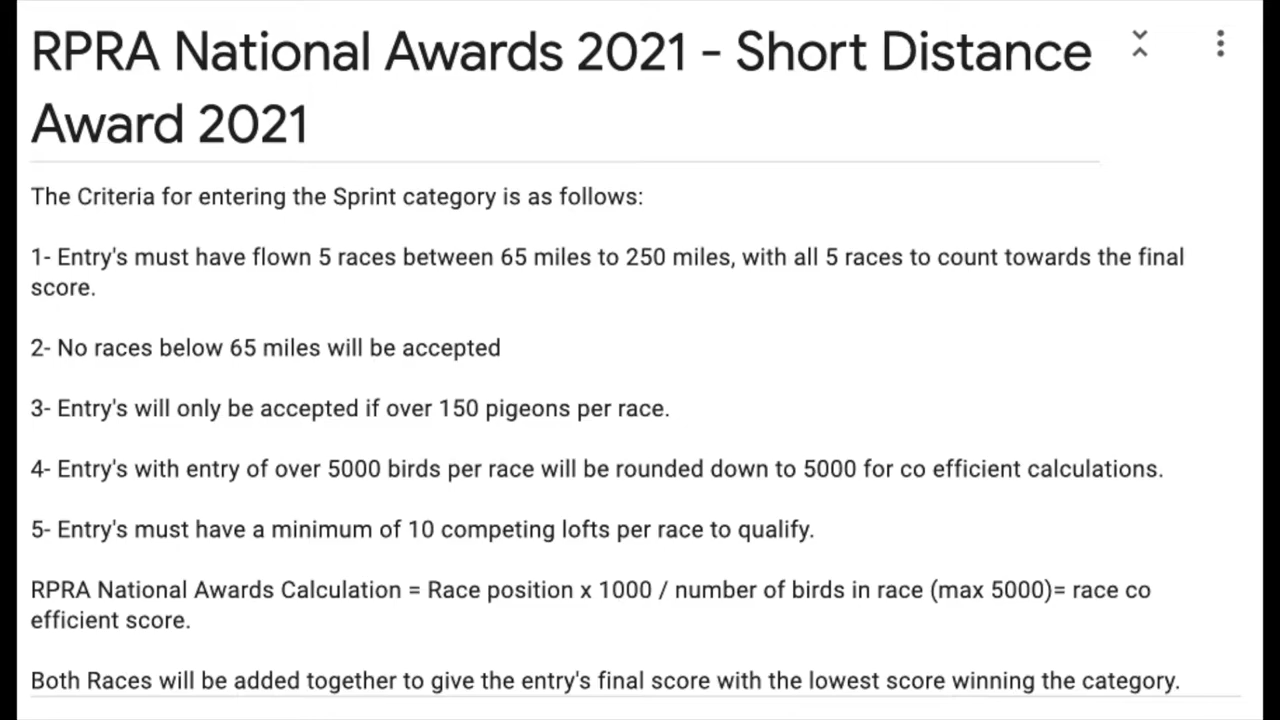 RPRA National Awards 2021 - Short Distance
Award 2021
The Criteria for entering the Sprint category is as follows:
1- Entry's must have flown 5 races between 65 miles to 250 miles, with all 5 races to count towards the final
score.
2- No races below 65 miles will be accepted
3- Entry's will only be accepted if over 150 pigeons per race.
4- Entry's with entry of over 5000 birds per race will be rounded down to 5000 for co efficient calculations.
5- Entry's must have a minimum of 10 competing lofts per race to qualify.
RPRA National Awards Calculation = Race position x 1000 / number of birds in race (max 5000)= race co
efficient score.
Both Races will be added together to give the entry's final score with the lowest score winning the category.